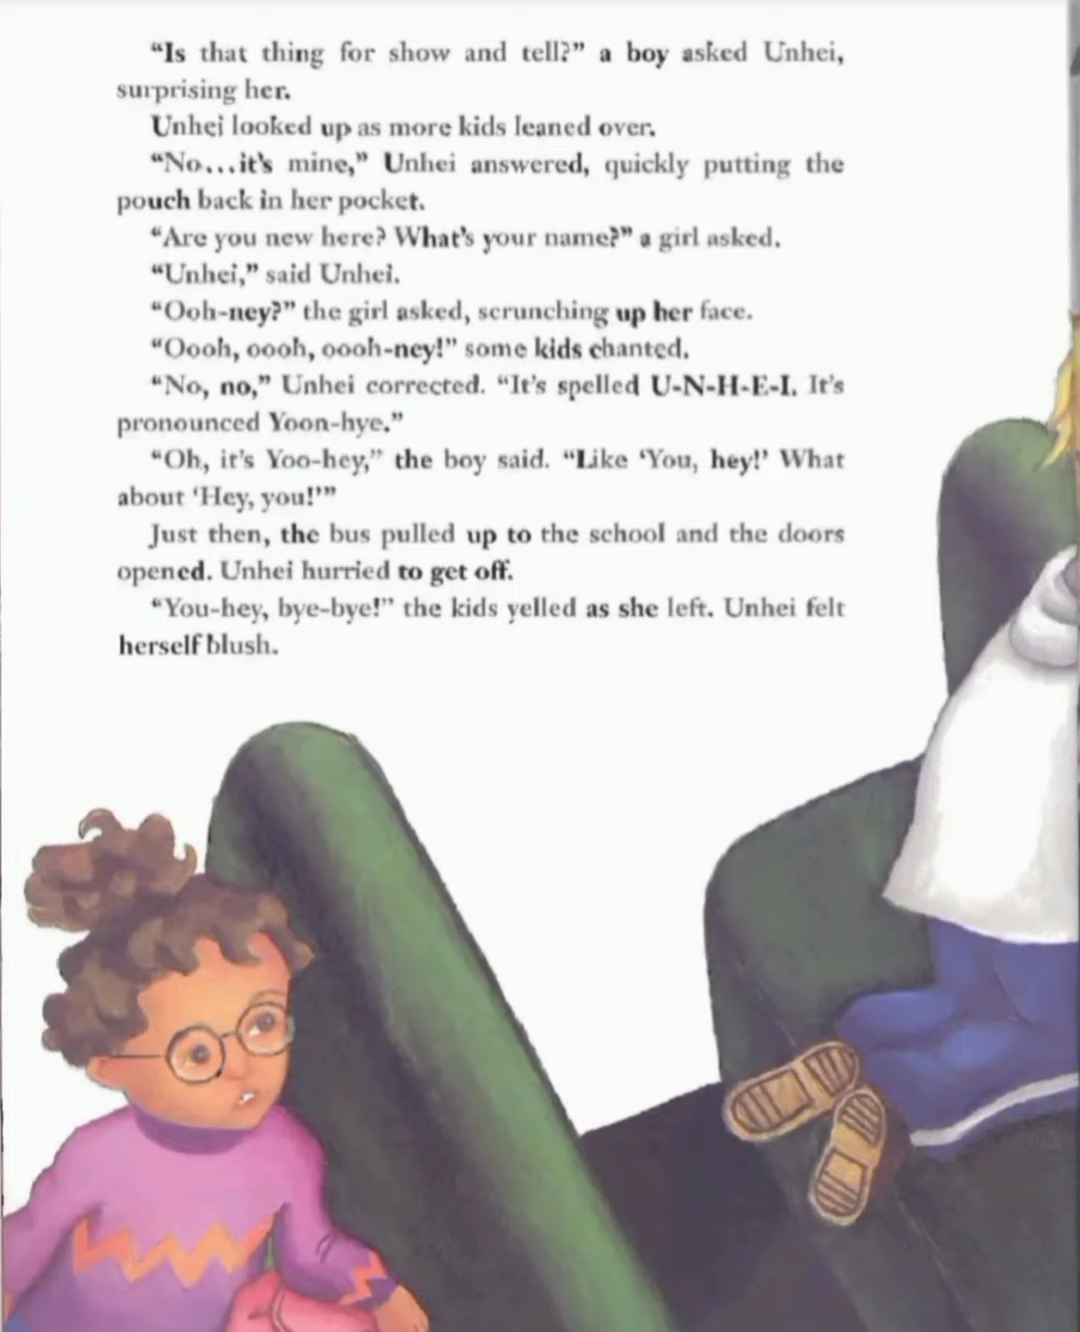 “Is that thing for show and tell?” a boy asked Unhei,
surprising her.
Unhei looked up as more kids leaned over.
“No...it’s mine,” Unhei answered, quickly putting the
pouch back in her pocket.
“Are you new here? What’s your name?” a girl asked.
“Unhei,” said Unhei.
“Ooh-ney?” the girl asked, scrunching up her face.
“Oooh, oooh, oooh-ney!” some kids chanted.
“No, no,” Unhei corrected. “It’s spelled U-N-H-E-I. It’s
pronounced Yoon-hye.”
“Oh, it’s Yoo-hey,” the boy said. “Like ‘You, hey!’ What
about ‘Hey, you!’”
Just then, the bus pulled up to the school and the doors
opened. Unhei hurried to get off.
“You-hey, bye-bye!” the kids yelled as she left. Unhei felt
herself blush.